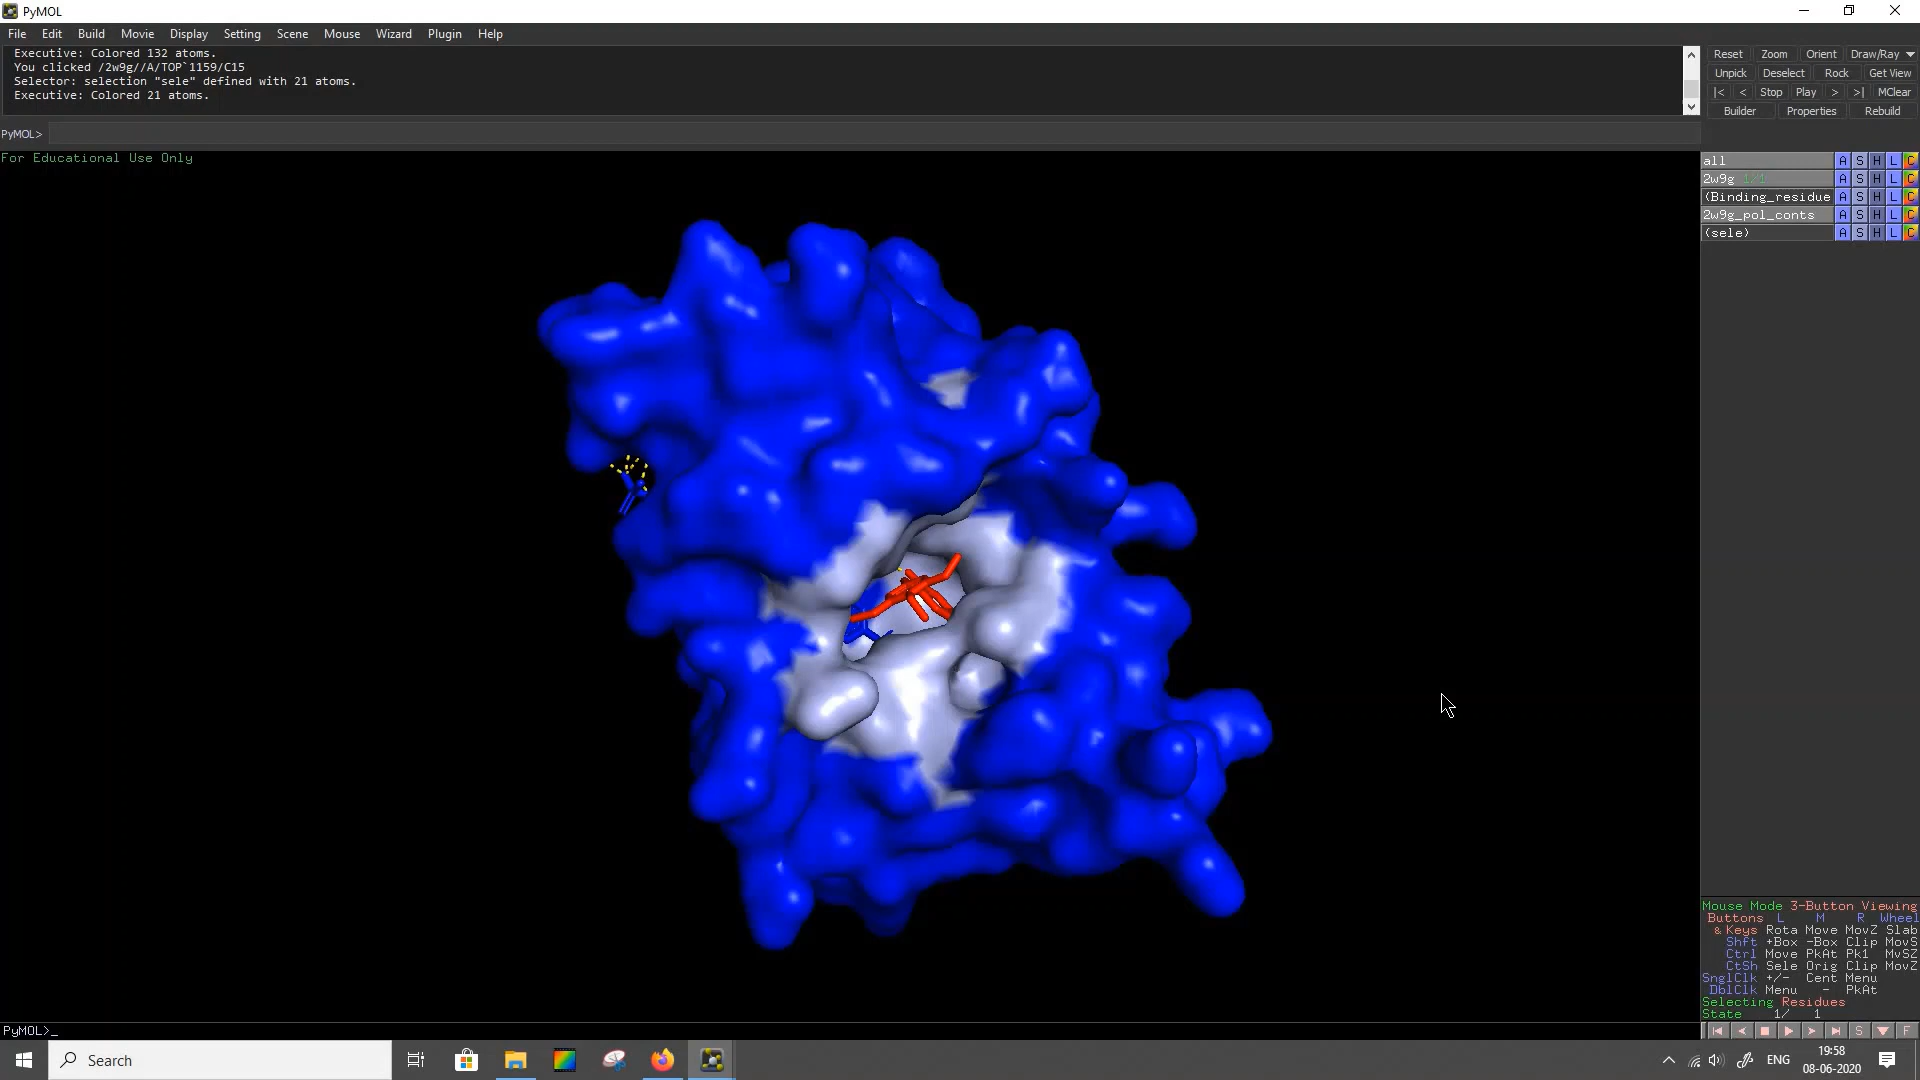 PyMOL
File Edit Build Movie Display Setting Scene Mouse Wizard Plugin Help
Executive: Colored 132 atoms.
You clicked /2w9g//A/TOP`1159/C15
Selector: selection "sele" defined with 21 atoms.
Executive: Colored 21 atoms.
PyMOL>
For Educational Use Only
Reset Zoom Orient Draw/Ray
Unpick Deselect Rock Get View
|< < Stop Play > >| MClear
Builder Properties Rebuild
all A S H L C
2w9g 1/1 A S H L C
(Binding_residue A S H L C
2w9g_pol_conts A S H L C
(sele) A S H L C
Mouse Mode 3-Button Viewing
Buttons L M R Wheel
& Keys Rota Move MovZ Slab
Shft +Box -Box Clip MovS
Ctrl Move PkAt Pk1 MvSZ
CtSh Sele Orig Clip MovZ
SnglClk +/- Cent Menu
DblClk Menu - PkAt
Selecting Residues
State 1/ 1
PyMOL>_
S F
Search
ENG
19:58
08-06-2020